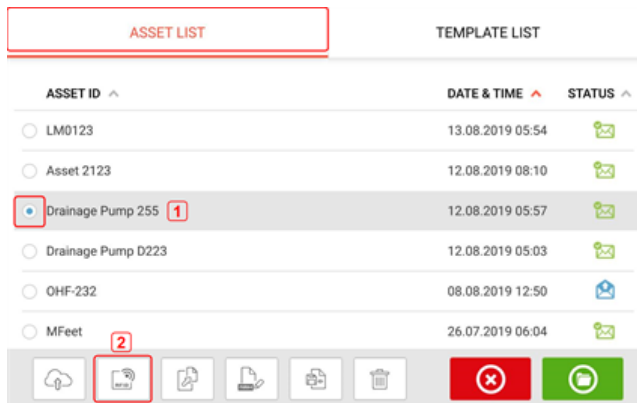 ASSET LIST TEMPLATE LIST
ASSET ID DATE & TIME STATUS
LM0123 13.08.2019 05:54
Asset 2123 12.08.2019 08:10
Drainage Pump 255 1 12.08.2019 05:57
Drainage Pump D223 12.08.2019 05:03
OHF-232 08.08.2019 12:50
MFeet 26.07.2019 06:04
2
RFID